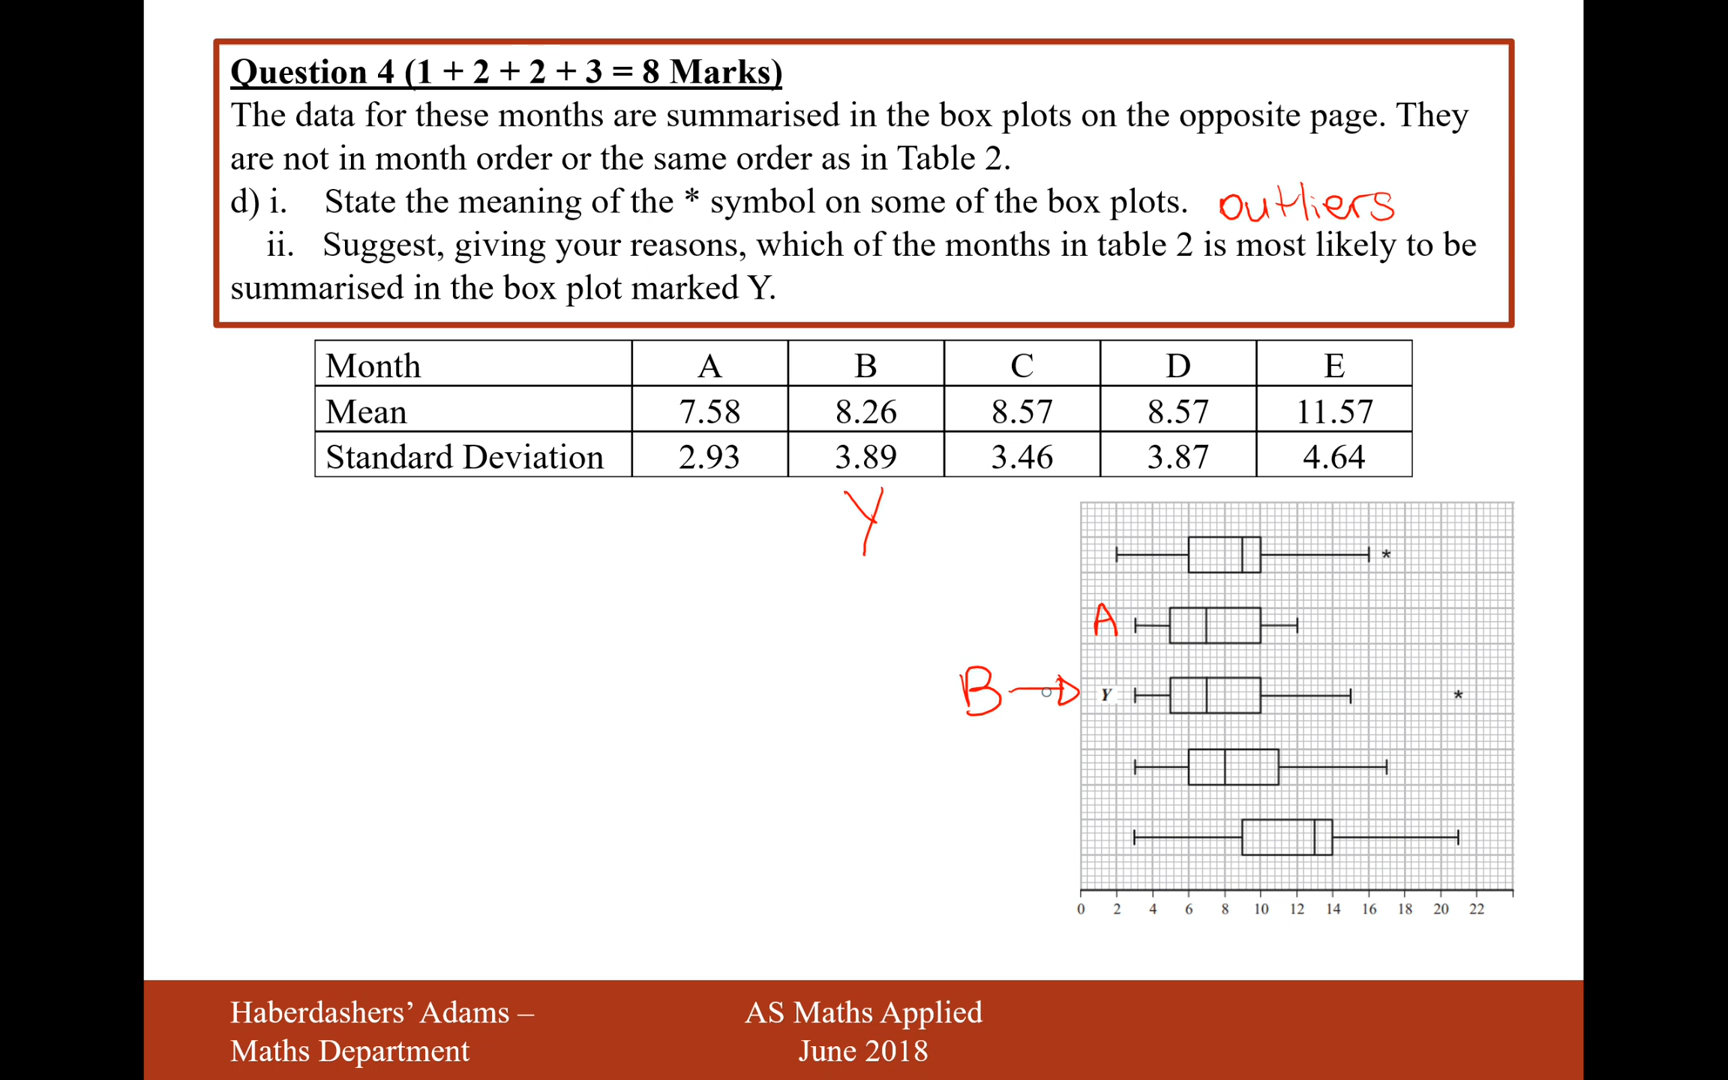 Question 4 (1 + 2 + 2 + 3 = 8 Marks)
The data for these months are summarised in the box plots on the opposite page. They
are not in month order or the same order as in Table 2.
d) i. State the meaning of the * symbol on some of the box plots. outliers
ii. Suggest, giving your reasons, which of the months in table 2 is most likely to be
summarised in the box plot marked Y.
Month A B C D E
Mean 7.58 8.26 8.57 8.57 11.57
Standard Deviation 2.93 3.89 3.46 3.87 4.64
Y
*
A
B Y *
0 2 4 6 8 10 12 14 16 18 20 22
Haberdashers' Adams –
Maths Department
AS Maths Applied
June 2018